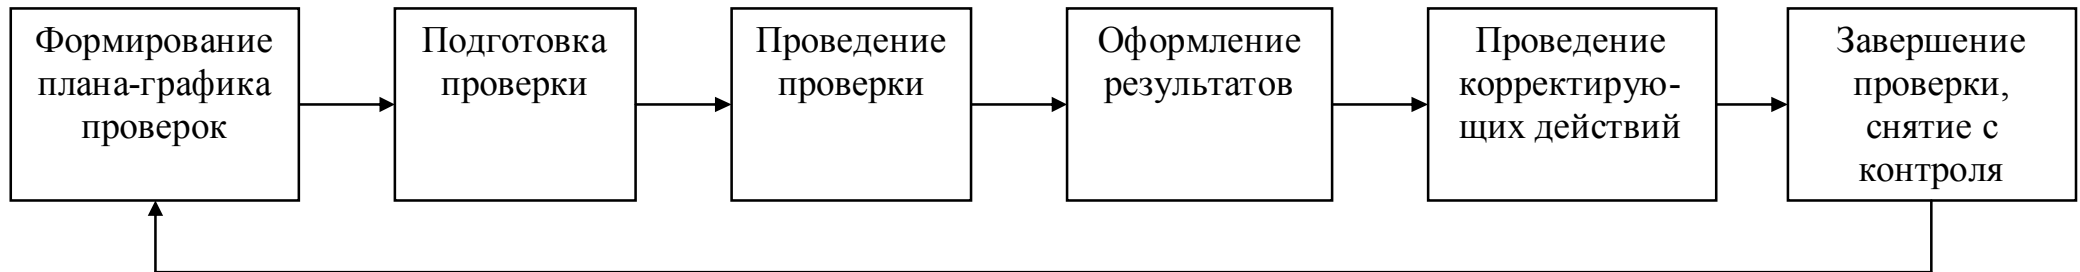 Формирование
плана-графика
проверок
Подготовка
проверки
Проведение
проверки
Оформление
результатов
Проведение
корректирую-
щих действий
Завершение
проверки,
снятие с
контроля